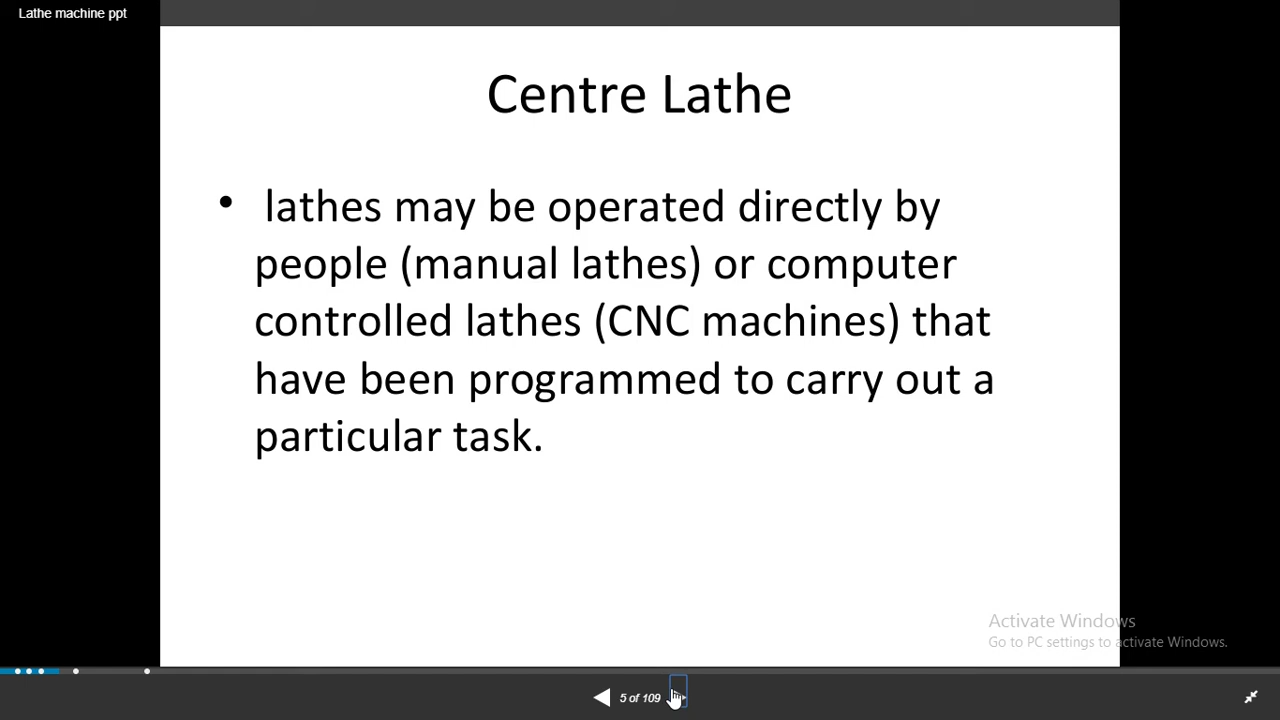 Lathe machine ppt
Centre Lathe
• lathes may be operated directly by
people (manual lathes) or computer
controlled lathes (CNC machines) that
have been programmed to carry out a
particular task.
Activate Windows
Go to PC settings to activate Windows.
5 of 109